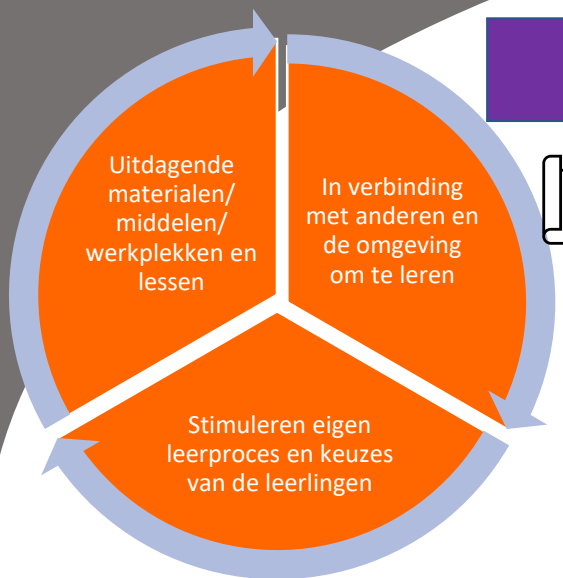 Uitdagende
materialen/
middelen/
werkplekken en
lessen
In verbinding
met anderen en
de omgeving
om te leren
Stimuleren eigen
leerproces en keuzes
van de leerlingen